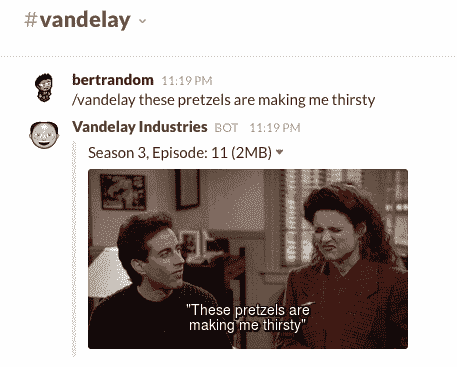 #vandelay
bertrandom 11:19 PM
/vandelay these pretzels are making me thirsty
Vandelay Industries BOT 11:19 PM
Season 3, Episode: 11 (2MB)
"These pretzels are
making me thirsty"